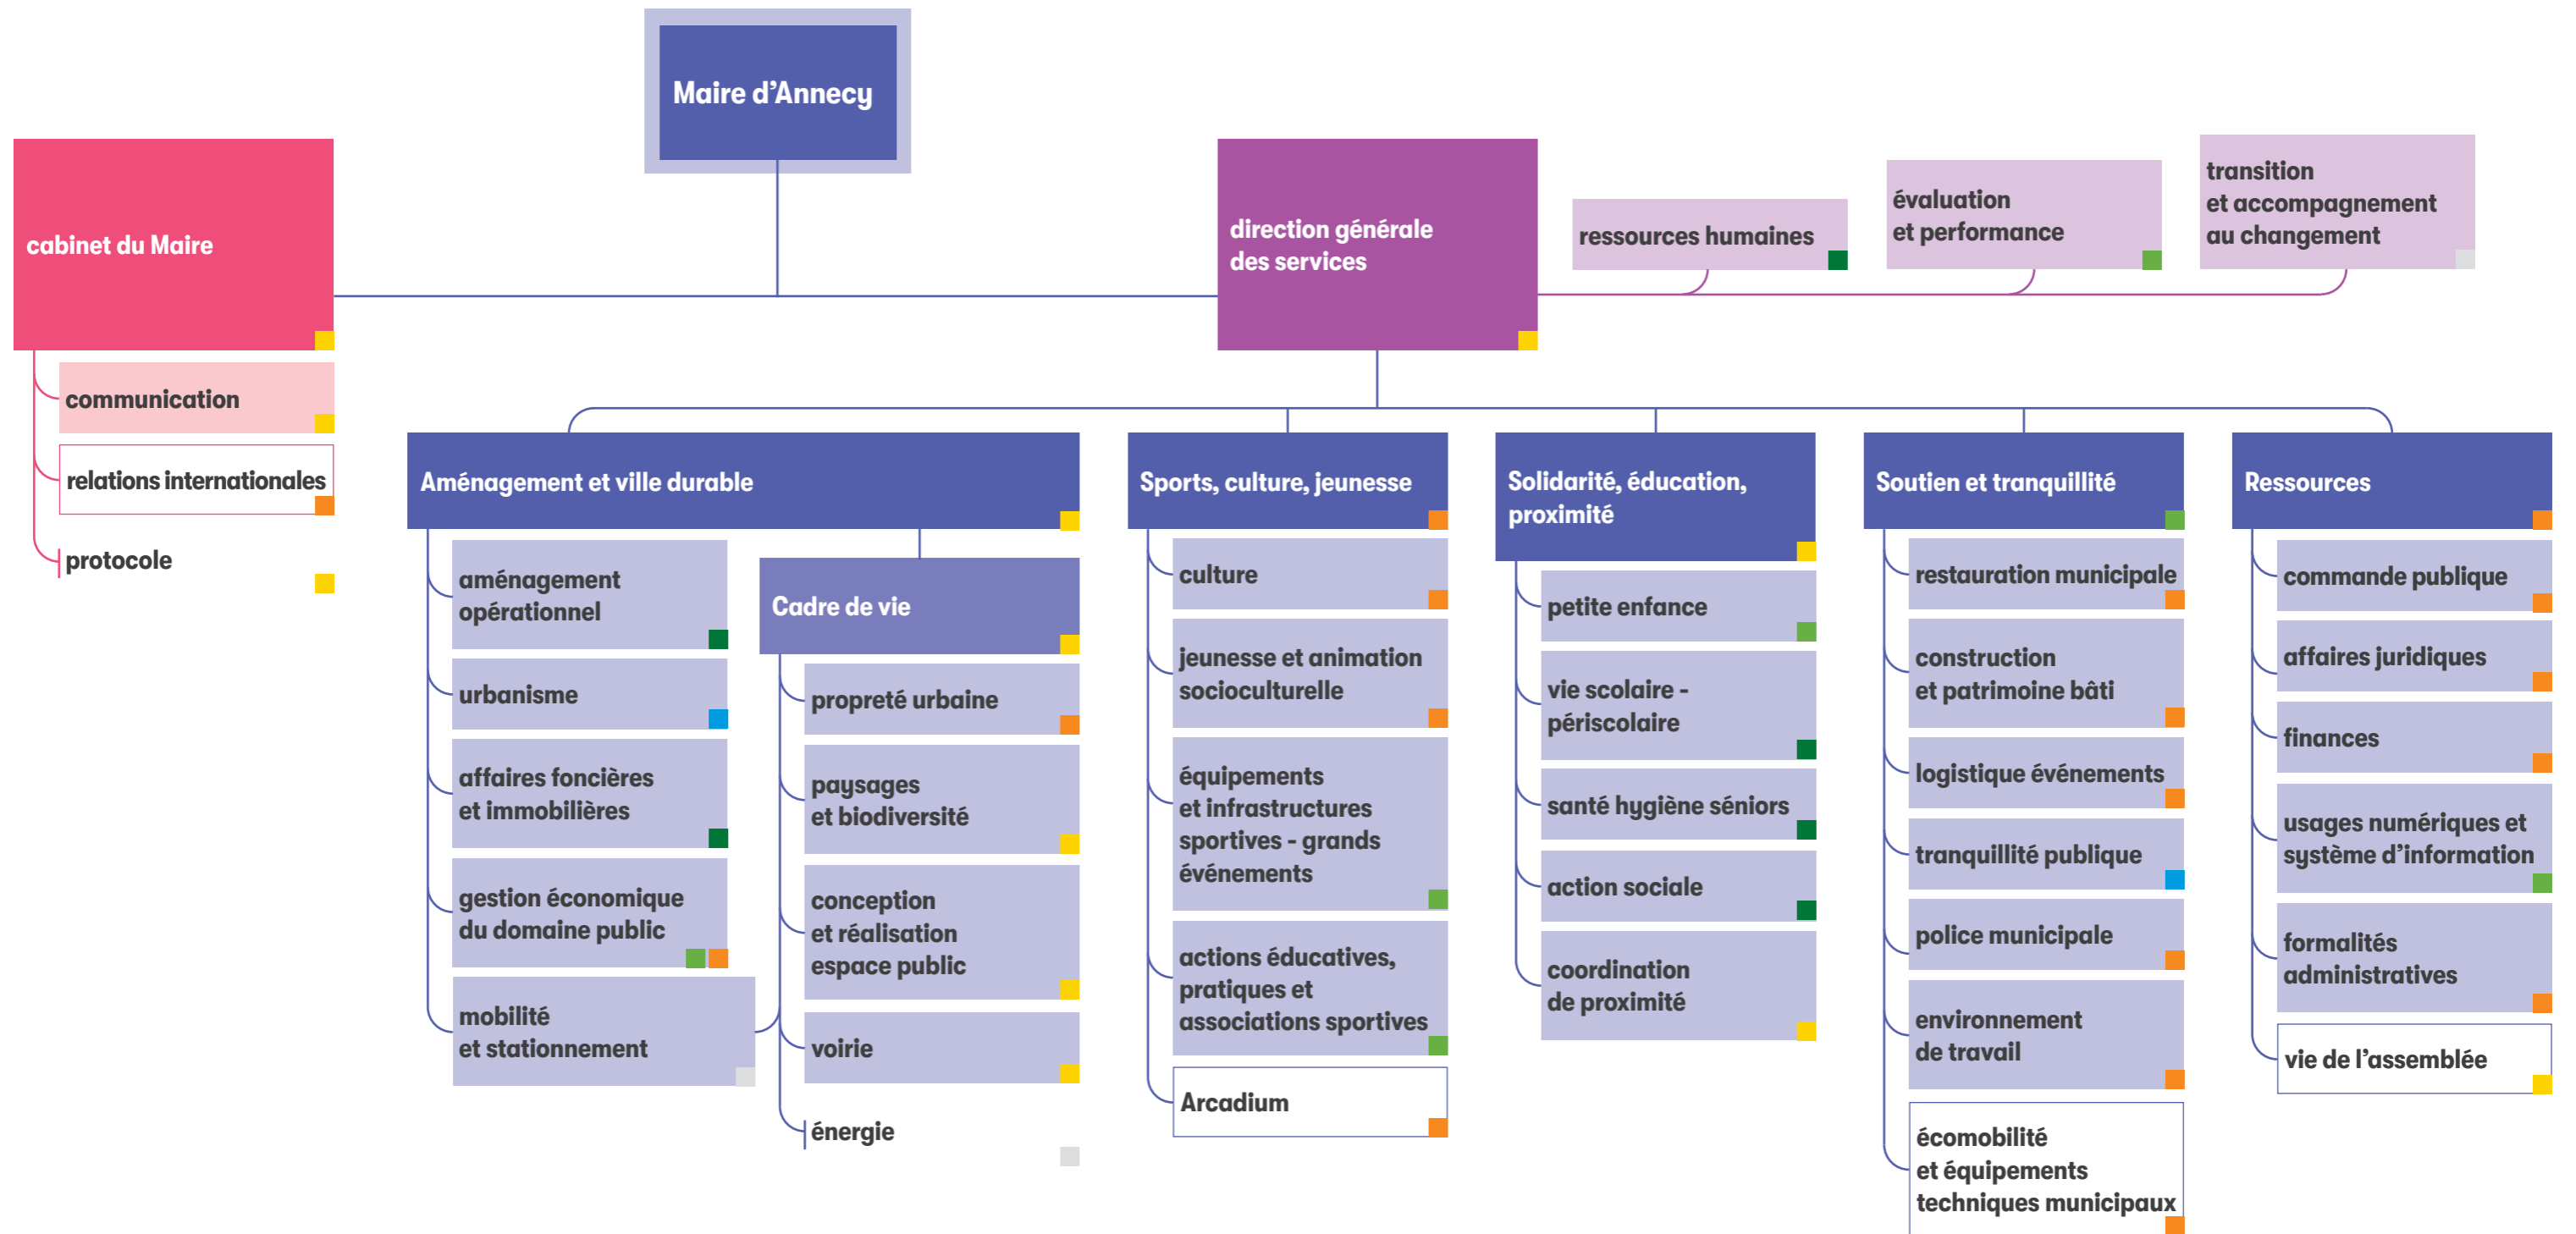 Maire d’Annecy
cabinet du Maire
communication
relations internationales
protocole
direction générale
des services
ressources humaines
évaluation
et performance
transition
et accompagnement
au changement
Aménagement et ville durable
aménagement
opérationnel
urbanisme
affaires foncières
et immobilières
gestion économique
du domaine public
mobilité
et stationnement
Cadre de vie
propreté urbaine
paysages
et biodiversité
conception
et réalisation
espace public
voirie
énergie
Sports, culture, jeunesse
culture
jeunesse et animation
socioculturelle
équipements
et infrastructures
sportives - grands
événements
actions éducatives,
pratiques et
associations sportives
Arcadium
Solidarité, éducation,
proximité
petite enfance
vie scolaire -
périscolaire
santé hygiène séniors
action sociale
coordination
de proximité
Soutien et tranquillité
restauration municipale
construction
et patrimoine bâti
logistique événements
tranquillité publique
police municipale
environnement
de travail
écomobilité
et équipements
techniques municipaux
Ressources
commande publique
affaires juridiques
finances
usages numériques et
système d’information
formalités
administratives
vie de l’assemblée